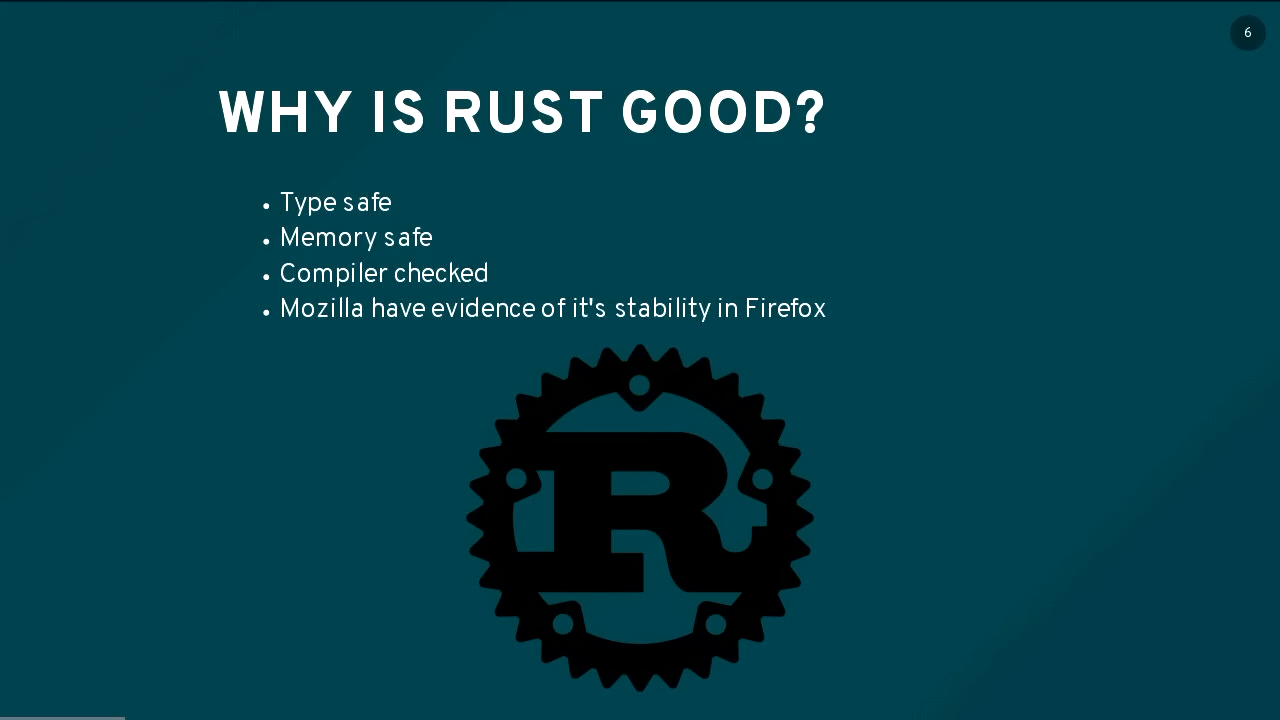 6
WHY IS RUST GOOD?
• Type safe
• Memory safe
• Compiler checked
• Mozilla have evidence of it's stability in Firefox
R